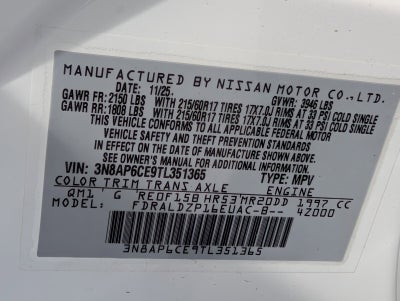 MANUFACTURED BY NISSAN MOTOR CO., LTD.
DATE 11/25. GVWR: 3946 LBS
GAWR FR: 2150 LBS WITH 215/60R17 TIRES 17X7.0J RIMS AT 33 PSI COLD SINGLE
GAWR RR: 1808 LBS WITH 215/60R17 TIRES 17X7.0J RIMS AT 33 PSI COLD SINGLE
THIS VEHICLE CONFORMS TO ALL APPLICABLE FEDERAL MOTOR
VEHICLE SAFETY AND THEFT PREVENTION STANDARDS
IN EFFECT ON THE DATE OF MANUFACTURE SHOWN ABOVE.
SEE OWNER'S MANUAL FOR ADDITIONAL INFORMATION
VIN: 3N8AP6CE9TL351365 TYPE: MPV
COLOR TRIM TRANS AXLE ENGINE
QM1 G RE0F15B HR53 MR20DD 1997 CC
MODEL FDRALDZP16EUAC-B-- 4Z000
3N8AP6CE9TL351365